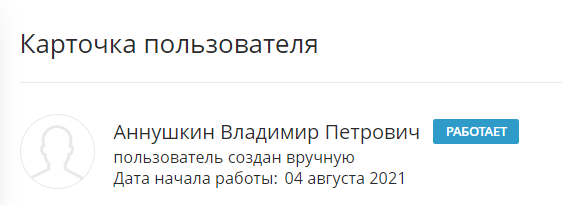 Карточка пользователя
Аннушкин Владимир Петрович РАБОТАЕТ
пользователь создан вручную
Дата начала работы: 04 августа 2021